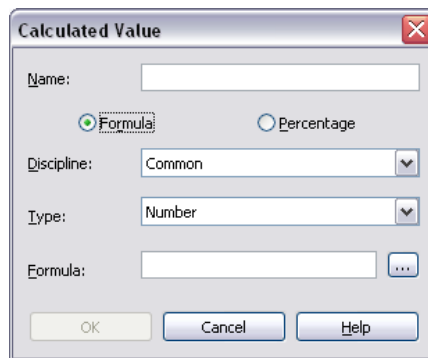 Calculated Value
Name:
Formula Percentage
Discipline: Common
Type: Number
Formula: ...
OK Cancel Help